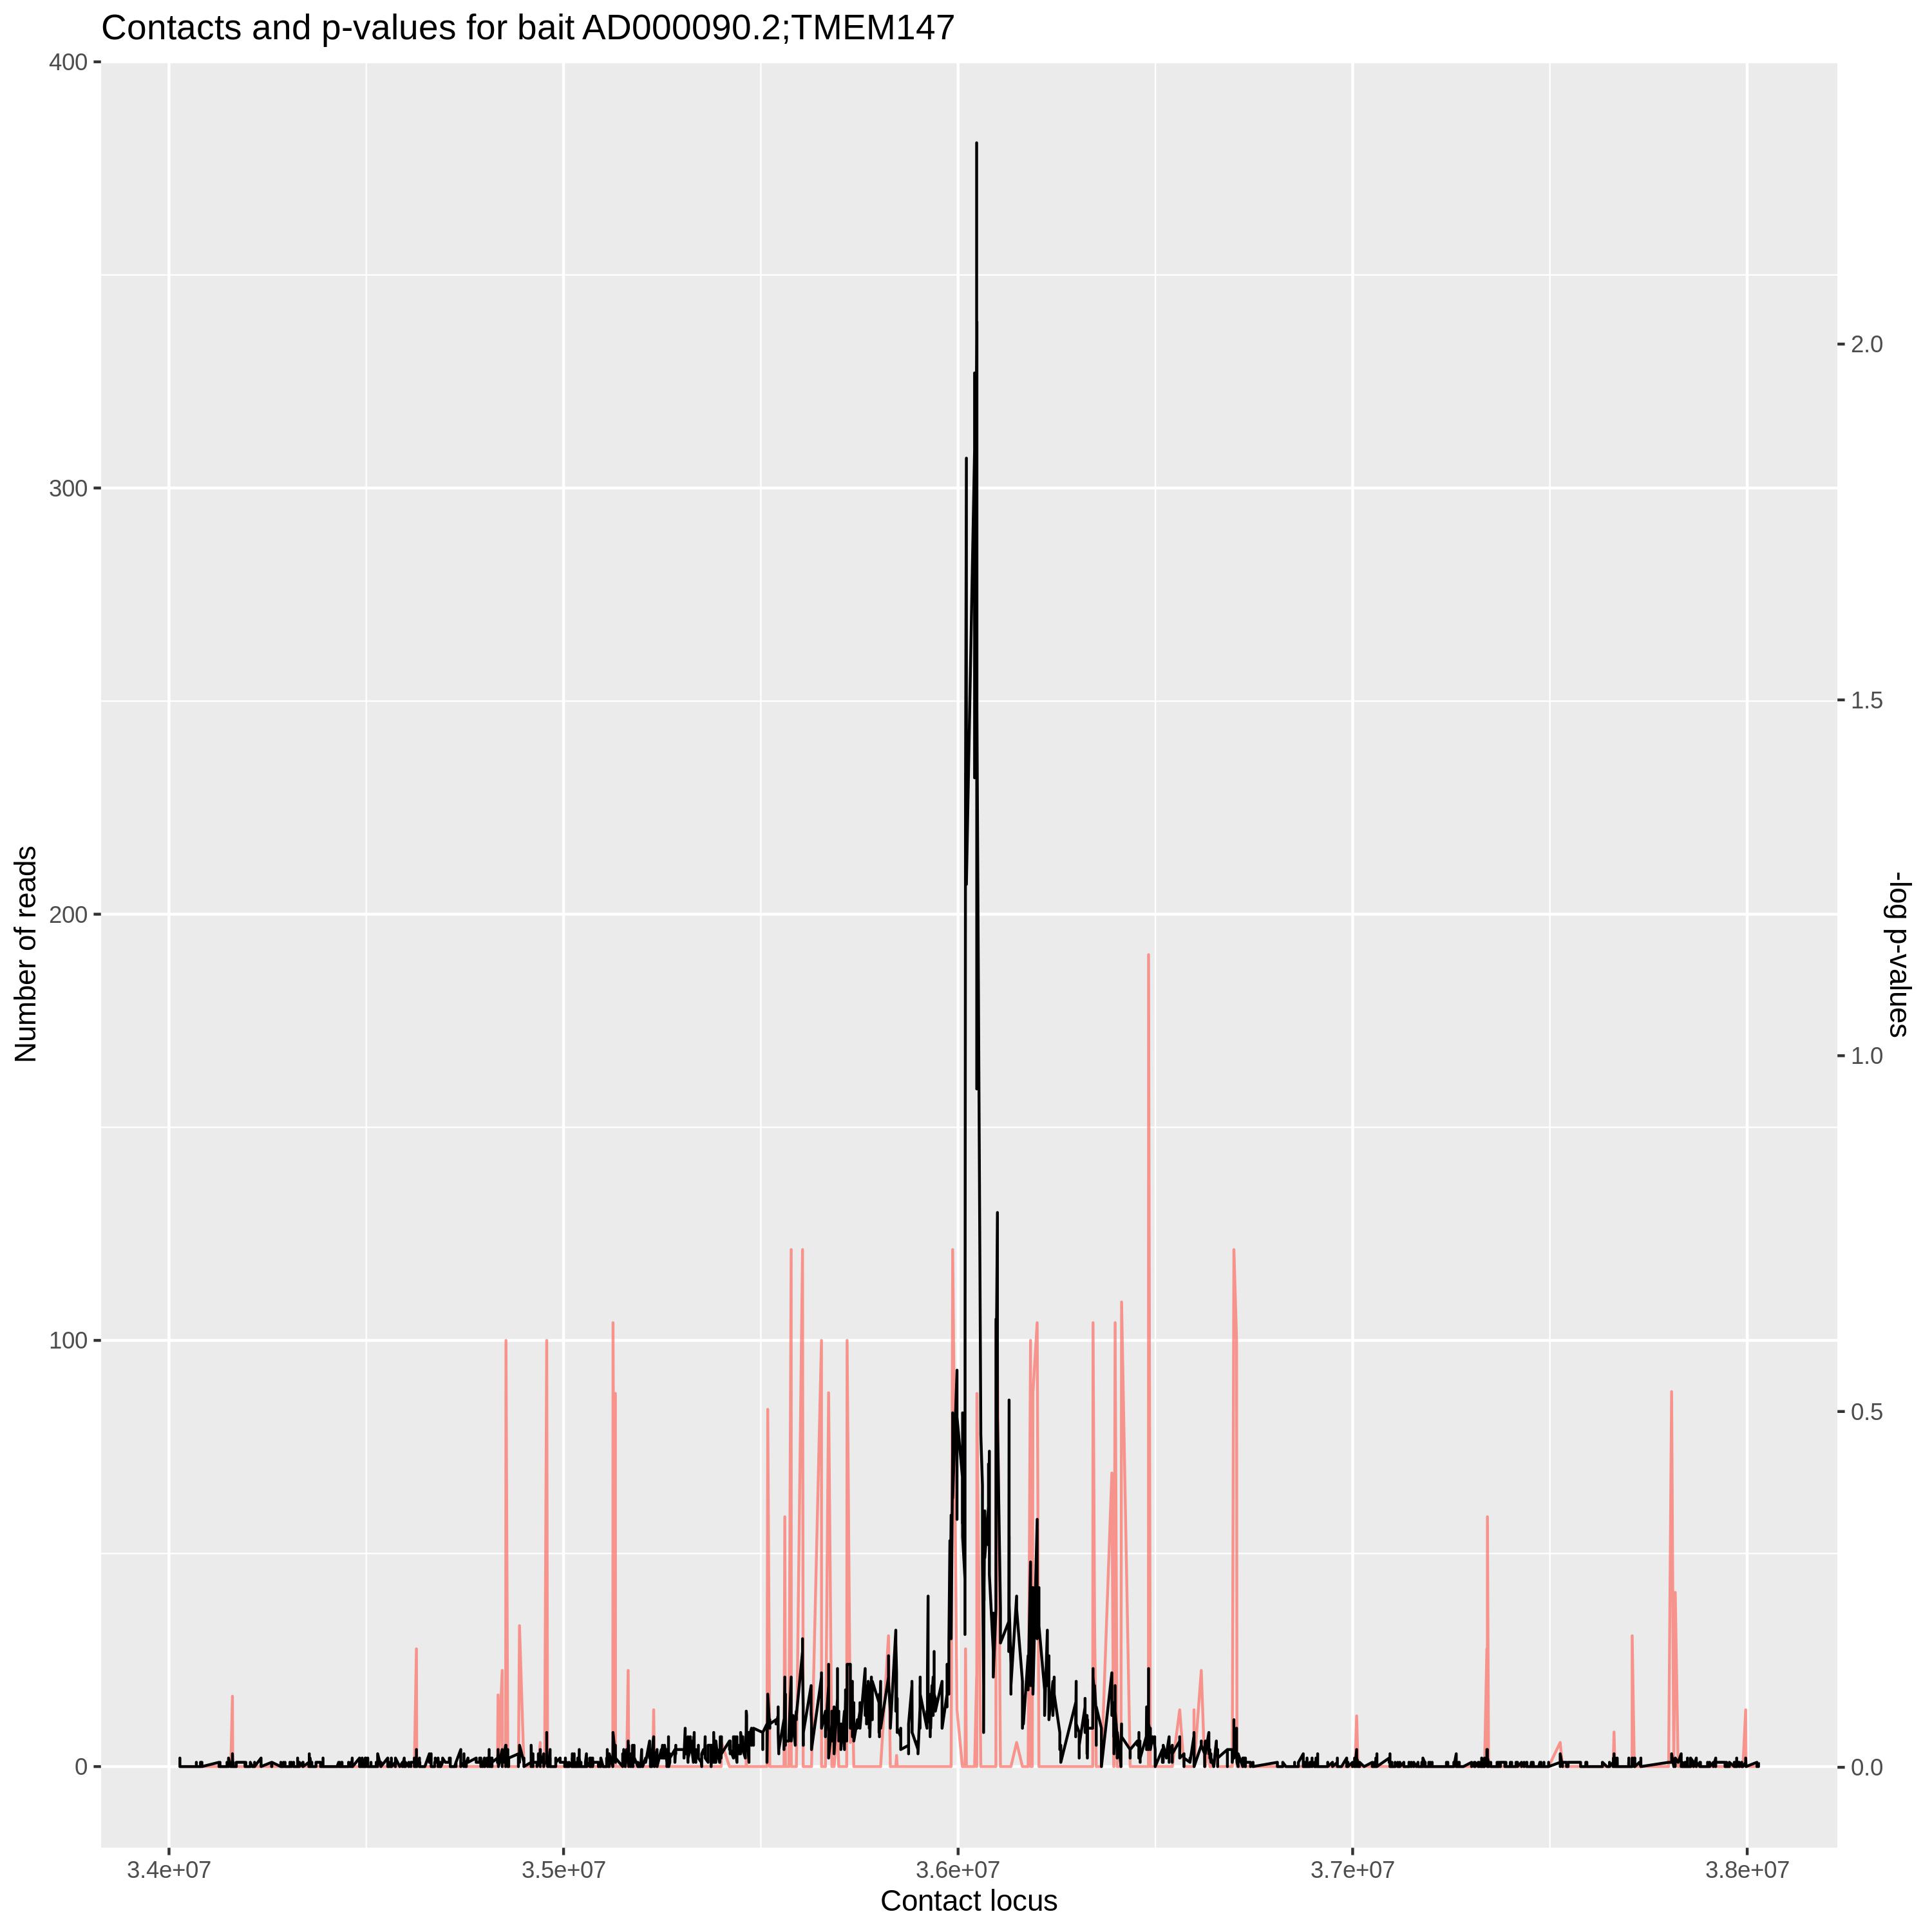 Contacts and p-values for bait AD000090.2;TMEM147
400
300
200
100
0
Number of reads
2.0
1.5
1.0
0.5
0.0
-log p-values
3.4e+07
3.5e+07
3.6e+07
3.7e+07
3.8e+07
Contact locus